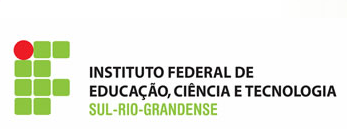 INSTITUTO FEDERAL DE
EDUCAÇÃO, CIÊNCIA E TECNOLOGIA
SUL-RIO-GRANDENSE